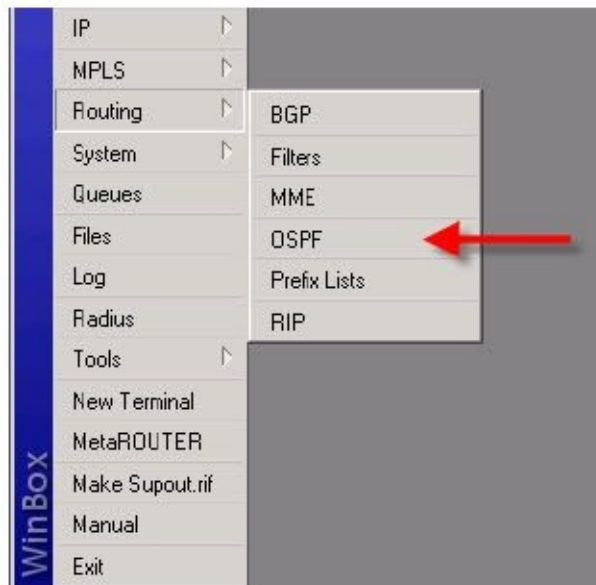 IP
MPLS
Routing
System
Queues
Files
Log
Radius
Tools
New Terminal
MetaROUTER
Make Supout.rif
Manual
Exit
BGP
Filters
MME
OSPF
Prefix Lists
RIP
WinBox